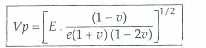 Vp = [E . (1 - υ) / e(1 + υ) (1 - 2υ)]^1/2